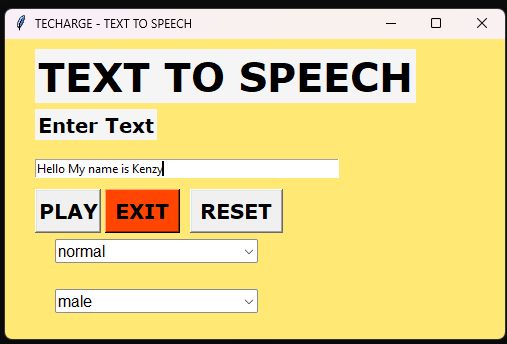 TECHARGE - TEXT TO SPEECH
TEXT TO SPEECH
Enter Text
Hello My name is Kenzy
PLAY EXIT RESET
normal
male